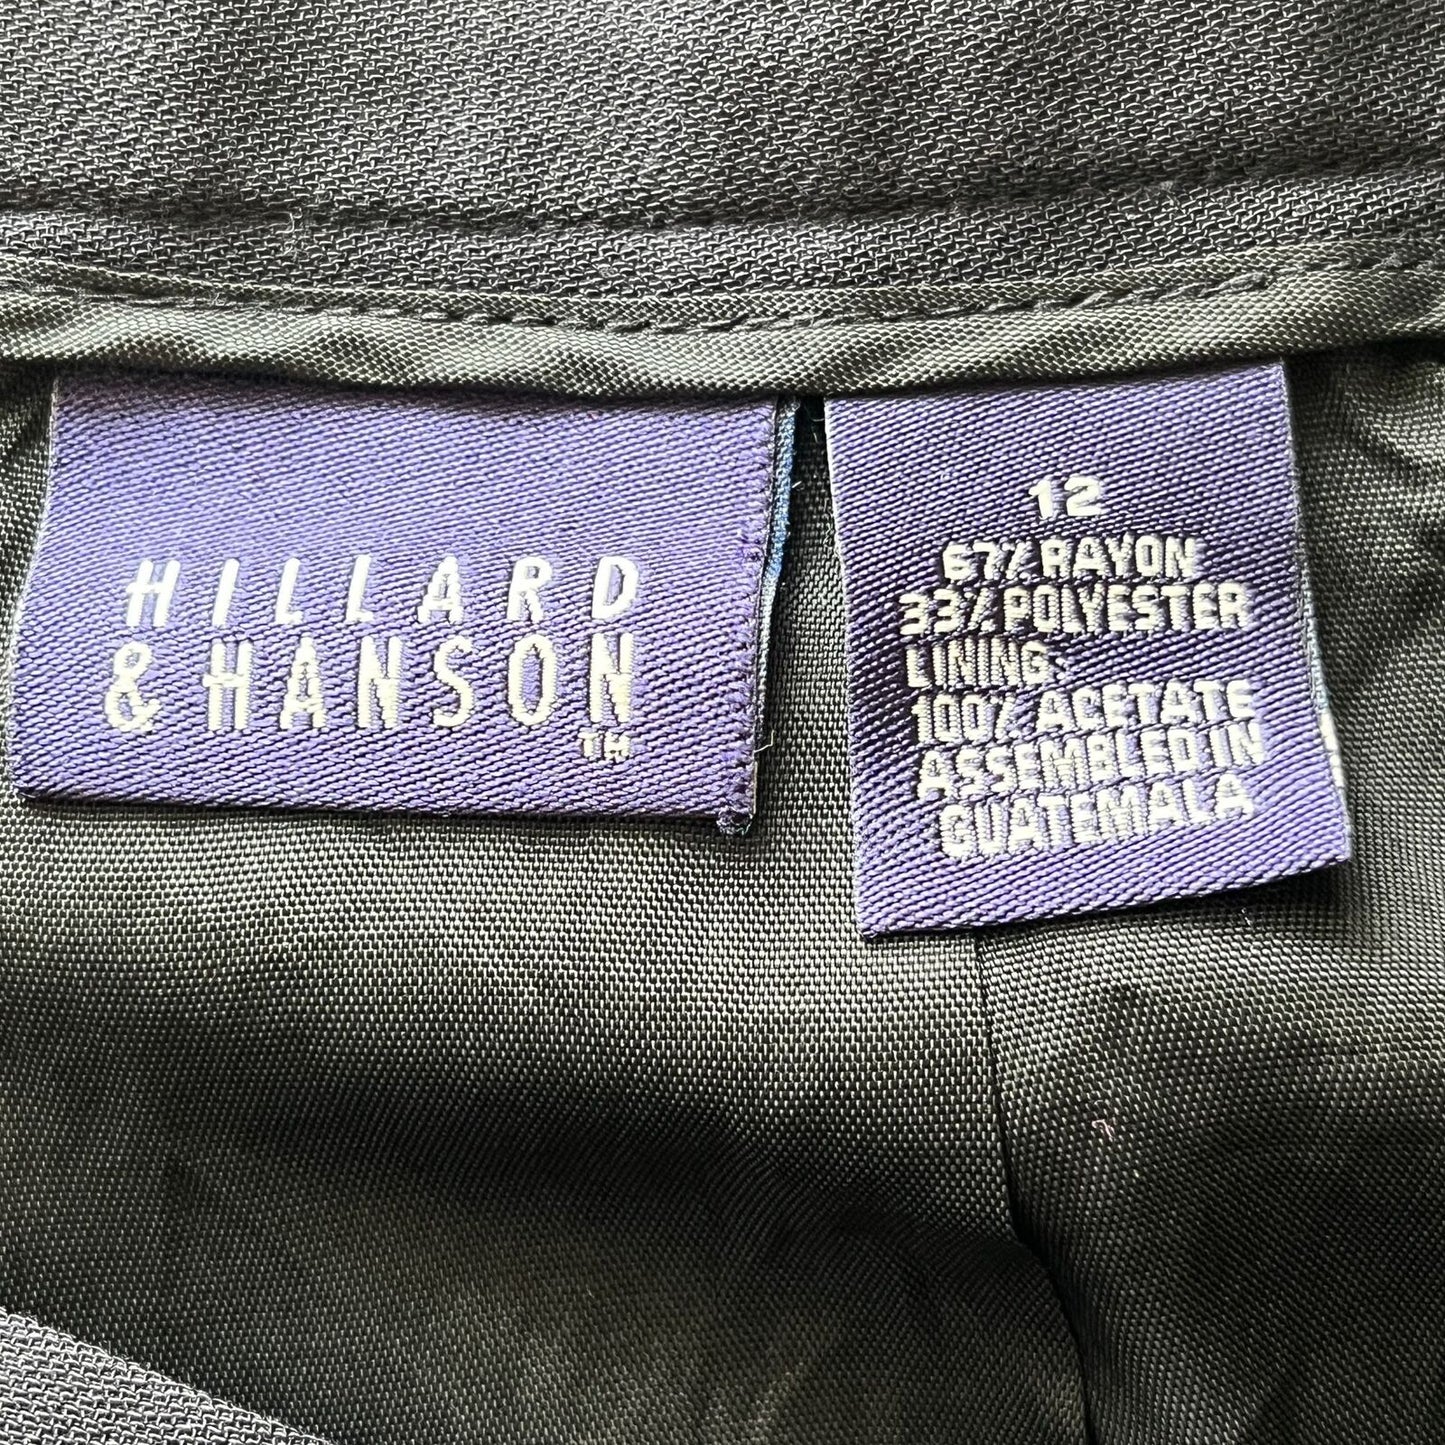 HILLARD
& HANSON
TM
12
67% RAYON
33% POLYESTER
LINING:
100% ACETATE
ASSEMBLED IN
GUATEMALA